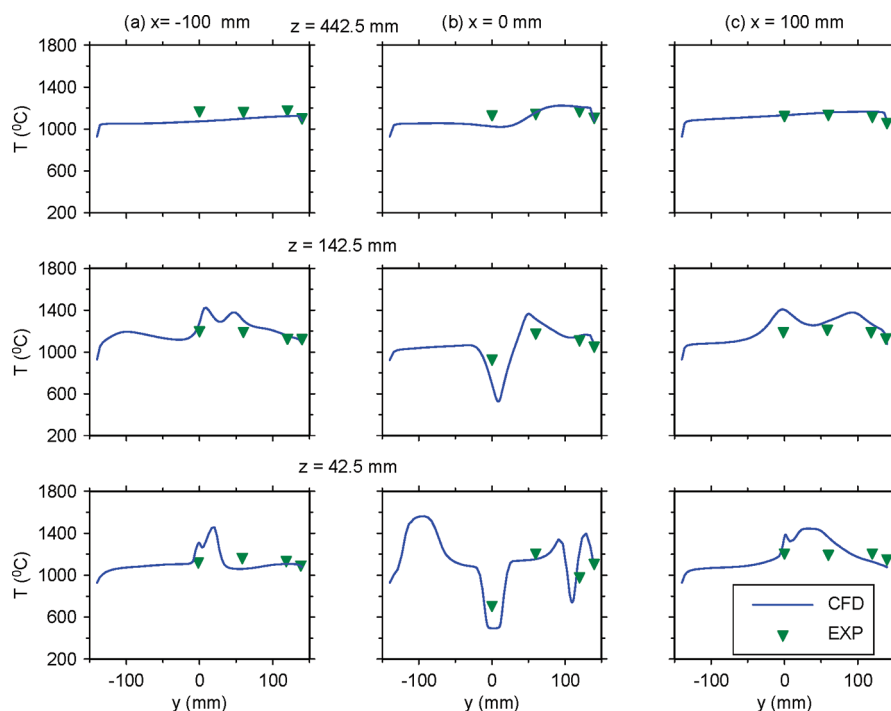 (a) x= -100 mm
z = 442.5 mm
(b) x = 0 mm
(c) x = 100 mm
1800
1400
1000
600
200
T (⁰C)
z = 142.5 mm
1800
1400
1000
600
200
T (⁰C)
z = 42.5 mm
1800
1400
1000
600
200
T (⁰C)
CFD
EXP
-100 0 100
-100 0 100
-100 0 100
y (mm)
y (mm)
y (mm)